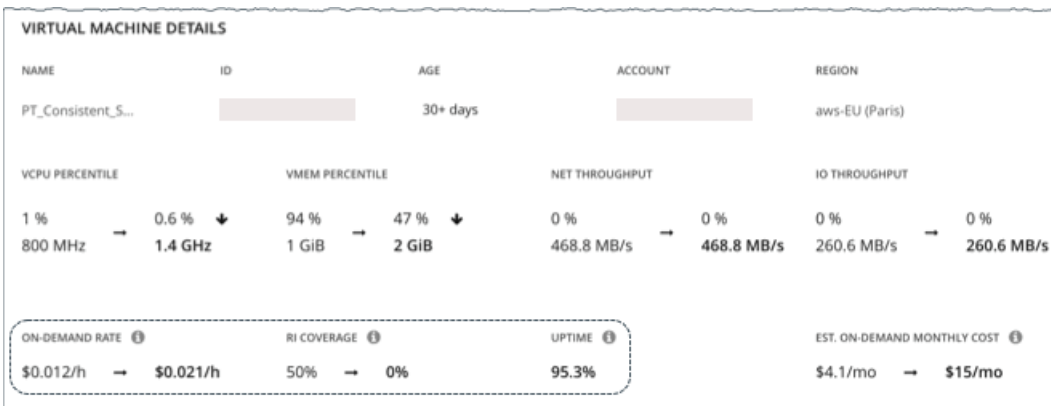 VIRTUAL MACHINE DETAILS
NAME ID AGE ACCOUNT REGION
PT_Consistent_S... 30+ days aws-EU (Paris)
VCPU PERCENTILE VMEM PERCENTILE NET THROUGHPUT IO THROUGHPUT
1 % → 0.6 % ↓ 94 % → 47 % ↓ 0 % → 0 % 0 % → 0 %
800 MHz 1.4 GHz 1 GiB 2 GiB 468.8 MB/s 468.8 MB/s 260.6 MB/s 260.6 MB/s
ON-DEMAND RATE RI COVERAGE UPTIME EST. ON-DEMAND MONTHLY COST
$0.012/h → $0.021/h 50% → 0% 95.3% $4.1/mo → $15/mo